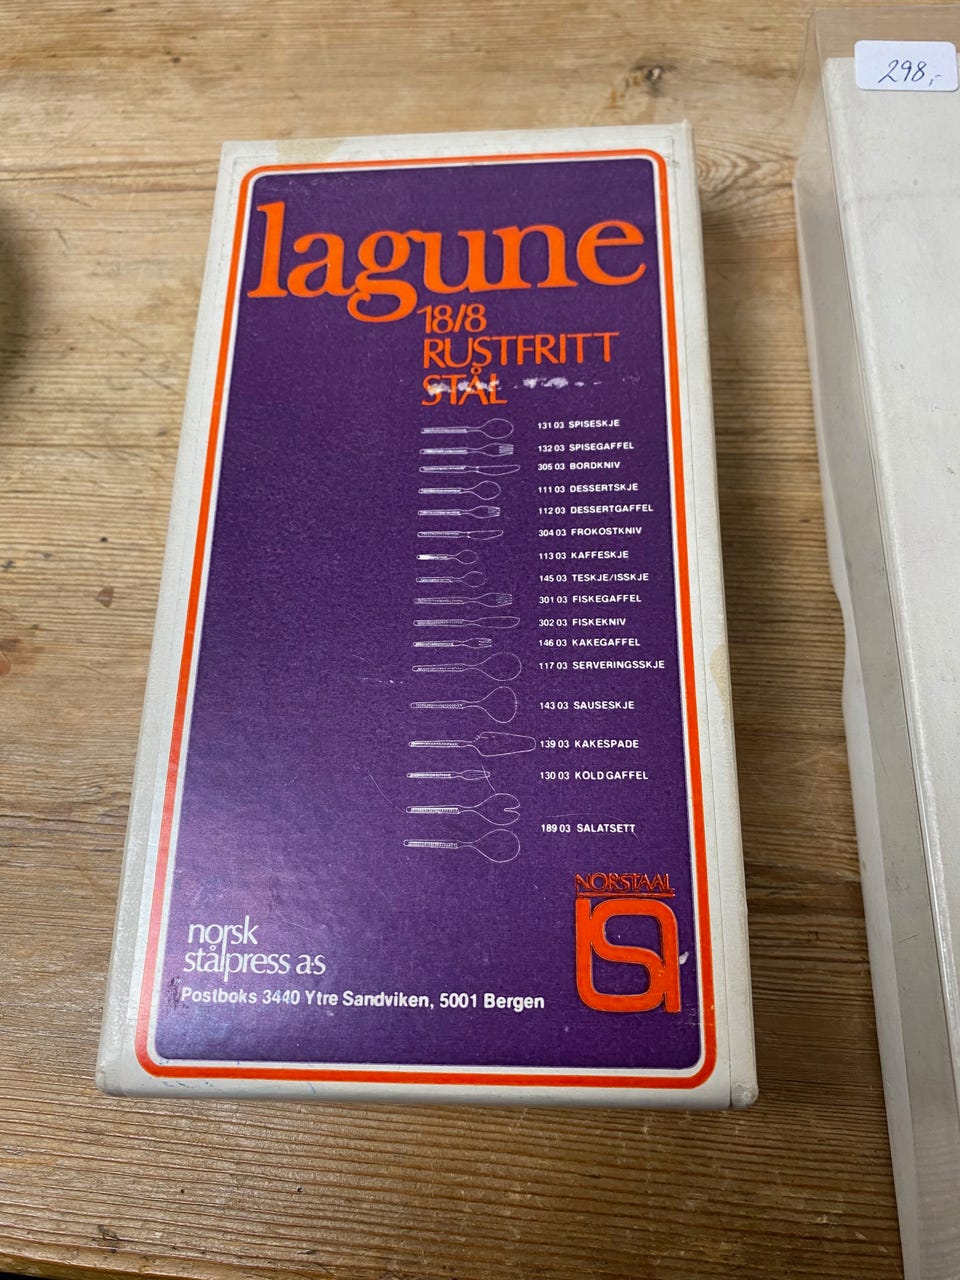 298,-
lagune
18/8
RUSTFRITT
STÅL
131 03 SPISESKJE
132 03 SPISEGAFFEL
305 03 BORDKNIV
111 03 DESSERTSKJE
112 03 DESSERTGAFFEL
304 03 FROKOSTKNIV
113 03 KAFFESKJE
145 03 TESKJE/ISSKJE
301 03 FISKEGAFFEL
302 03 FISKEKNIV
146 03 KAKEGAFFEL
117 03 SERVERINGSSKJE
143 03 SAUSESKJE
139 03 KAKESPADE
130 03 KOLDGAFFEL
189 03 SALATSETT
NORSTAAL
norsk
stålpress a·s
Postboks 3440 Ytre Sandviken, 5001 Bergen